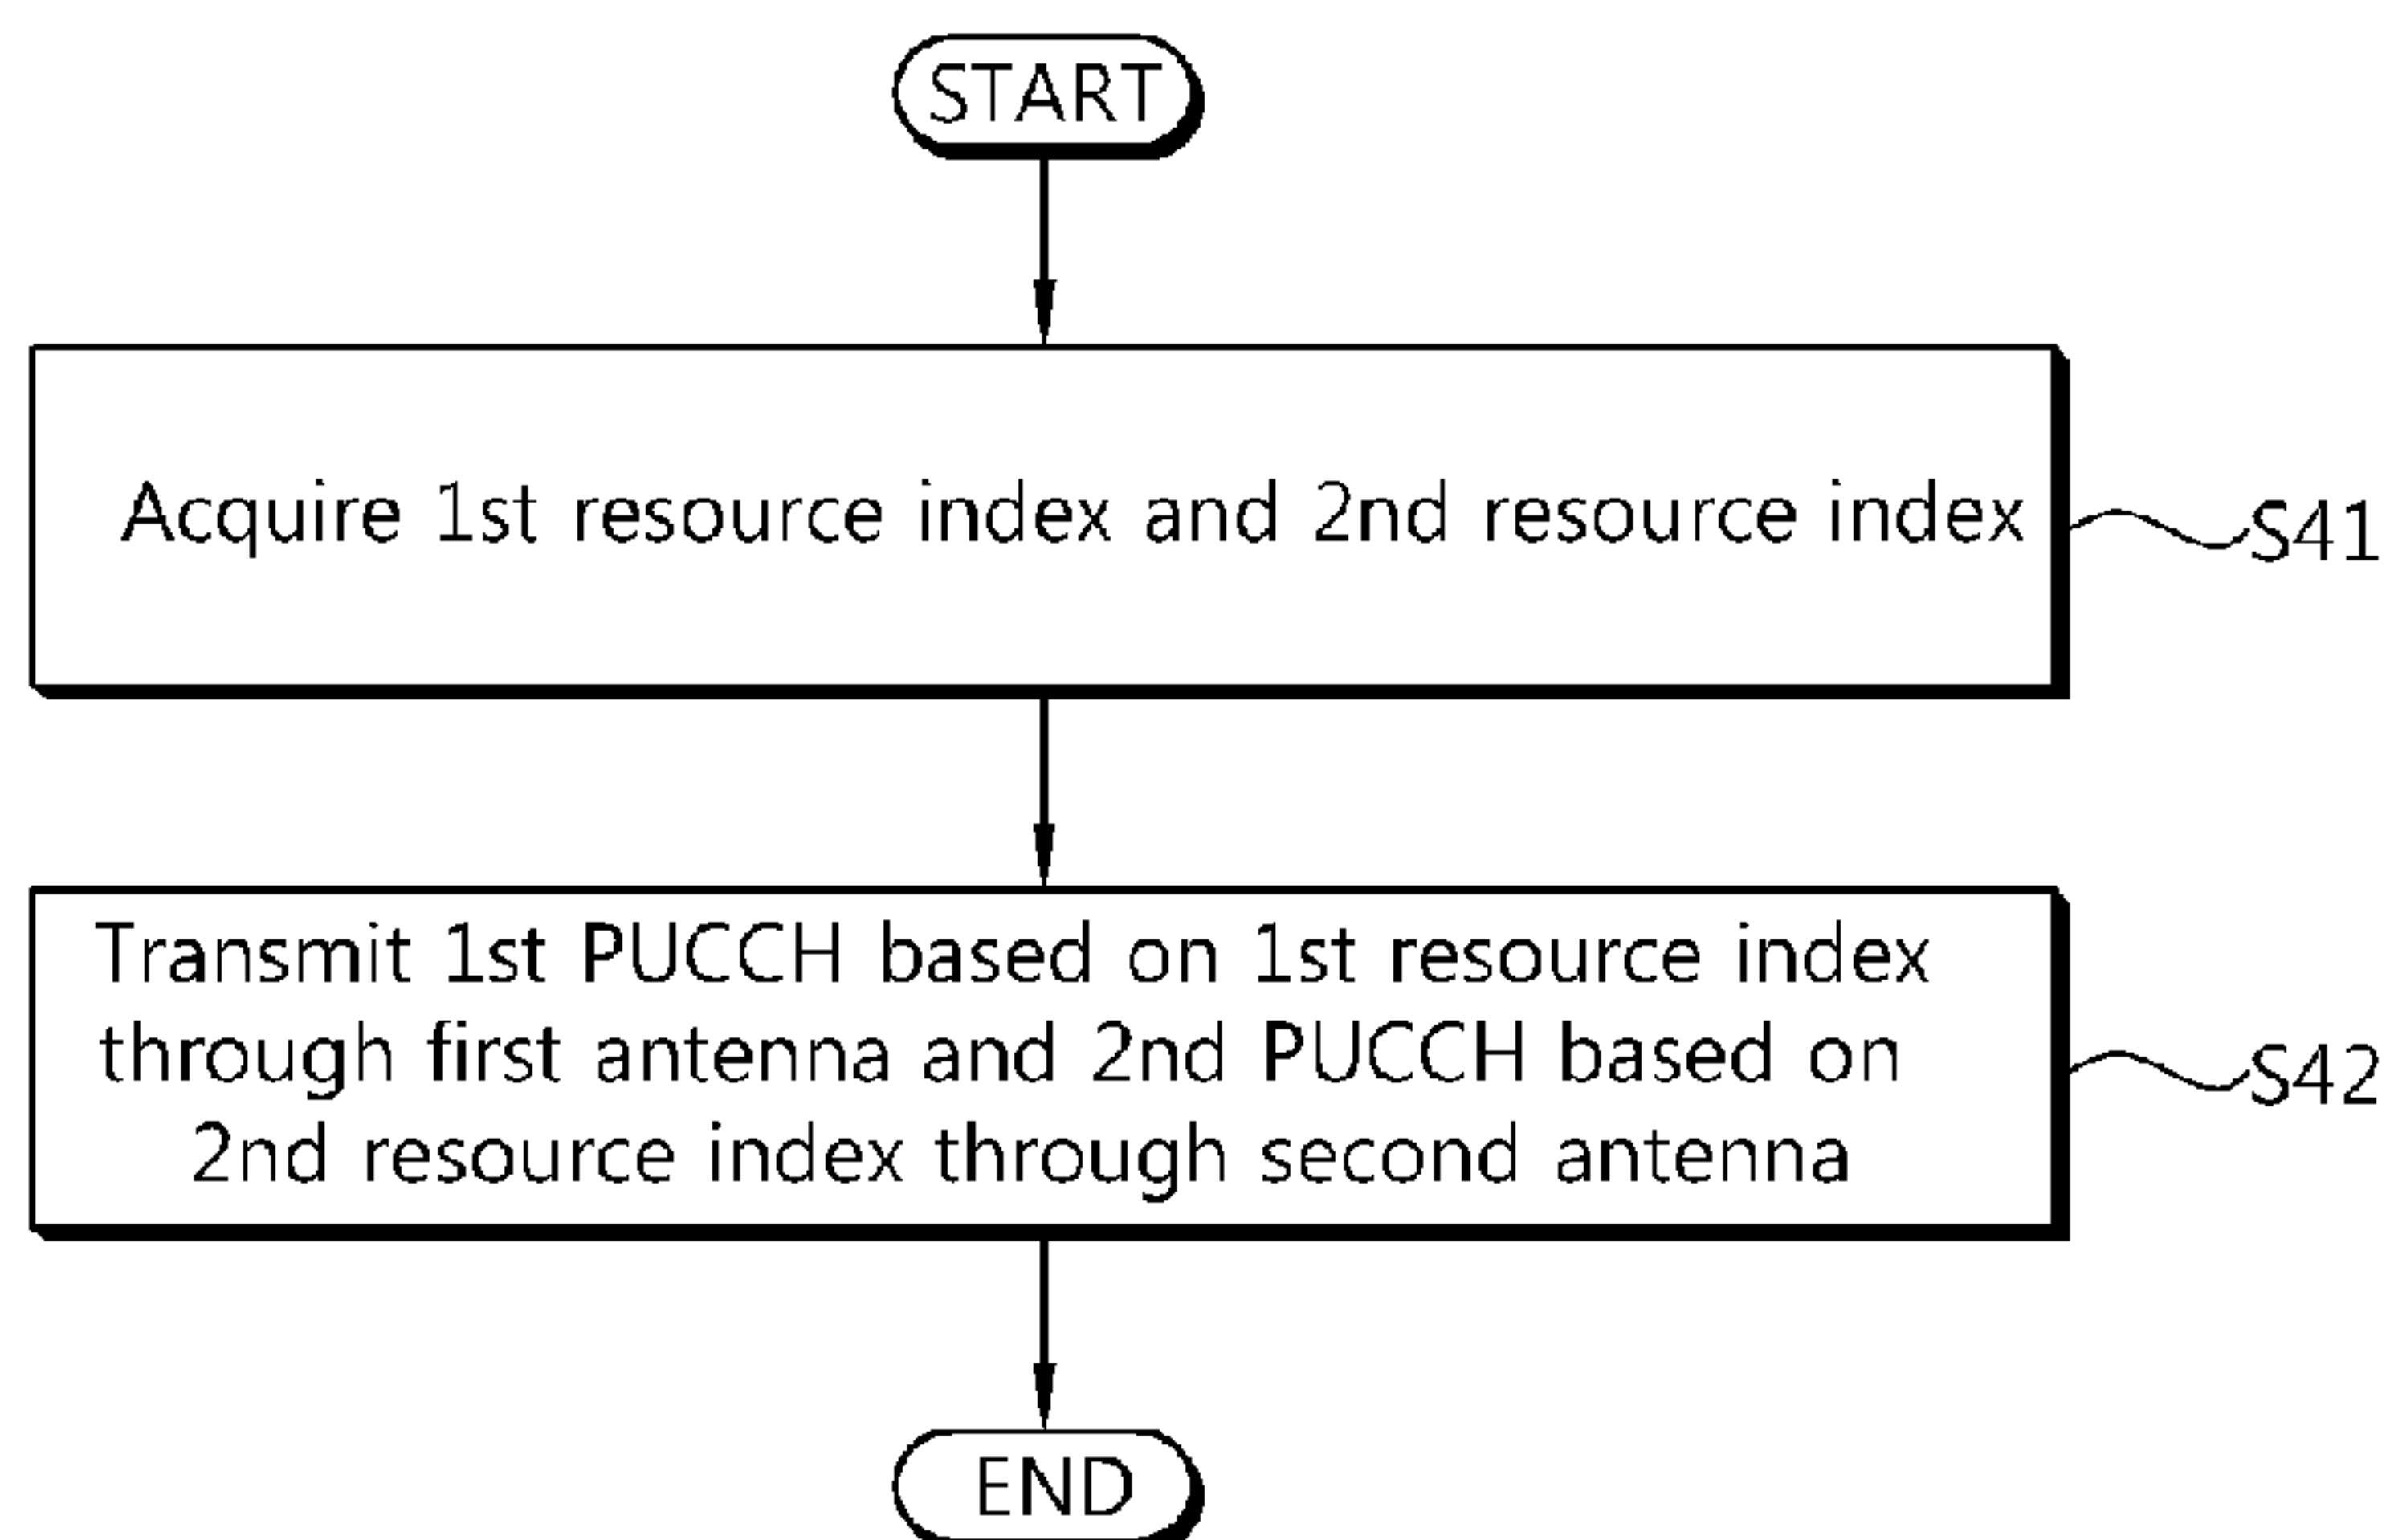 START
Acquire 1st resource index and 2nd resource index
S41
Transmit 1st PUCCH based on 1st resource index
through first antenna and 2nd PUCCH based on
2nd resource index through second antenna
S42
END